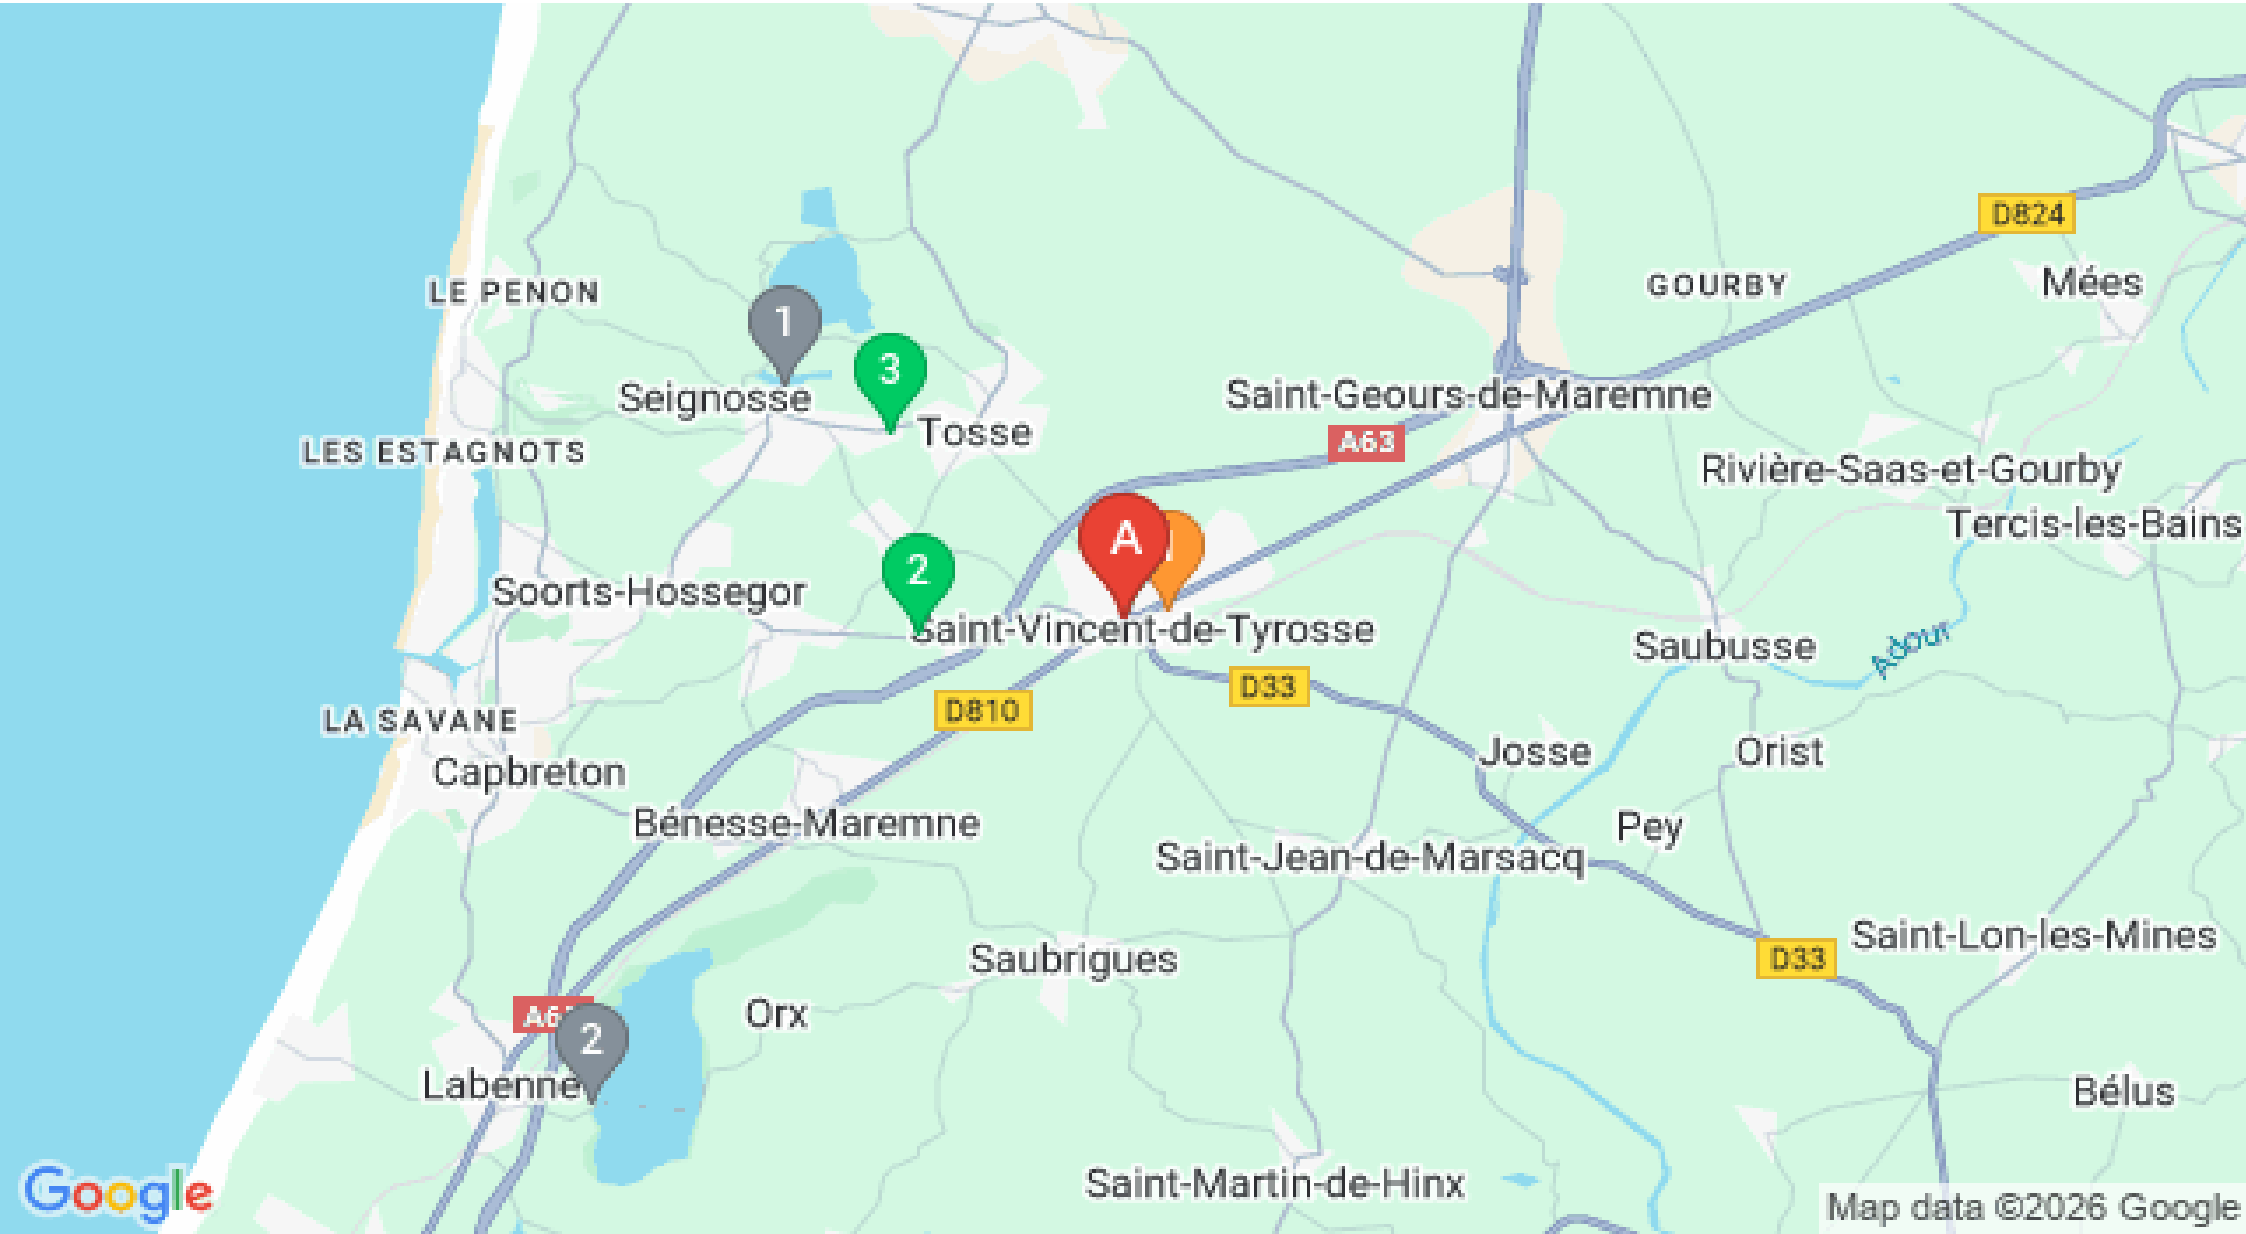 D824
GOURBY
Mées
LE PENON
1
3
Seignosse
Tosse
Saint-Geours-de-Maremne
A63
LES ESTAGNOTS
Rivière-Saas-et-Gourby
Tercis-les-Bains
A
2
Soorts-Hossegor
Saint-Vincent-de-Tyrosse
Saubusse
Adour
D33
D810
LA SAVANE
Capbreton
Josse
Orist
Bénesse-Maremne
Pey
Saint-Jean-de-Marsacq
Saint-Lon-les-Mines
D33
Saubrigues
Orx
2
Labenne
Bélus
Saint-Martin-de-Hinx
Google
Map data ©2026 Google